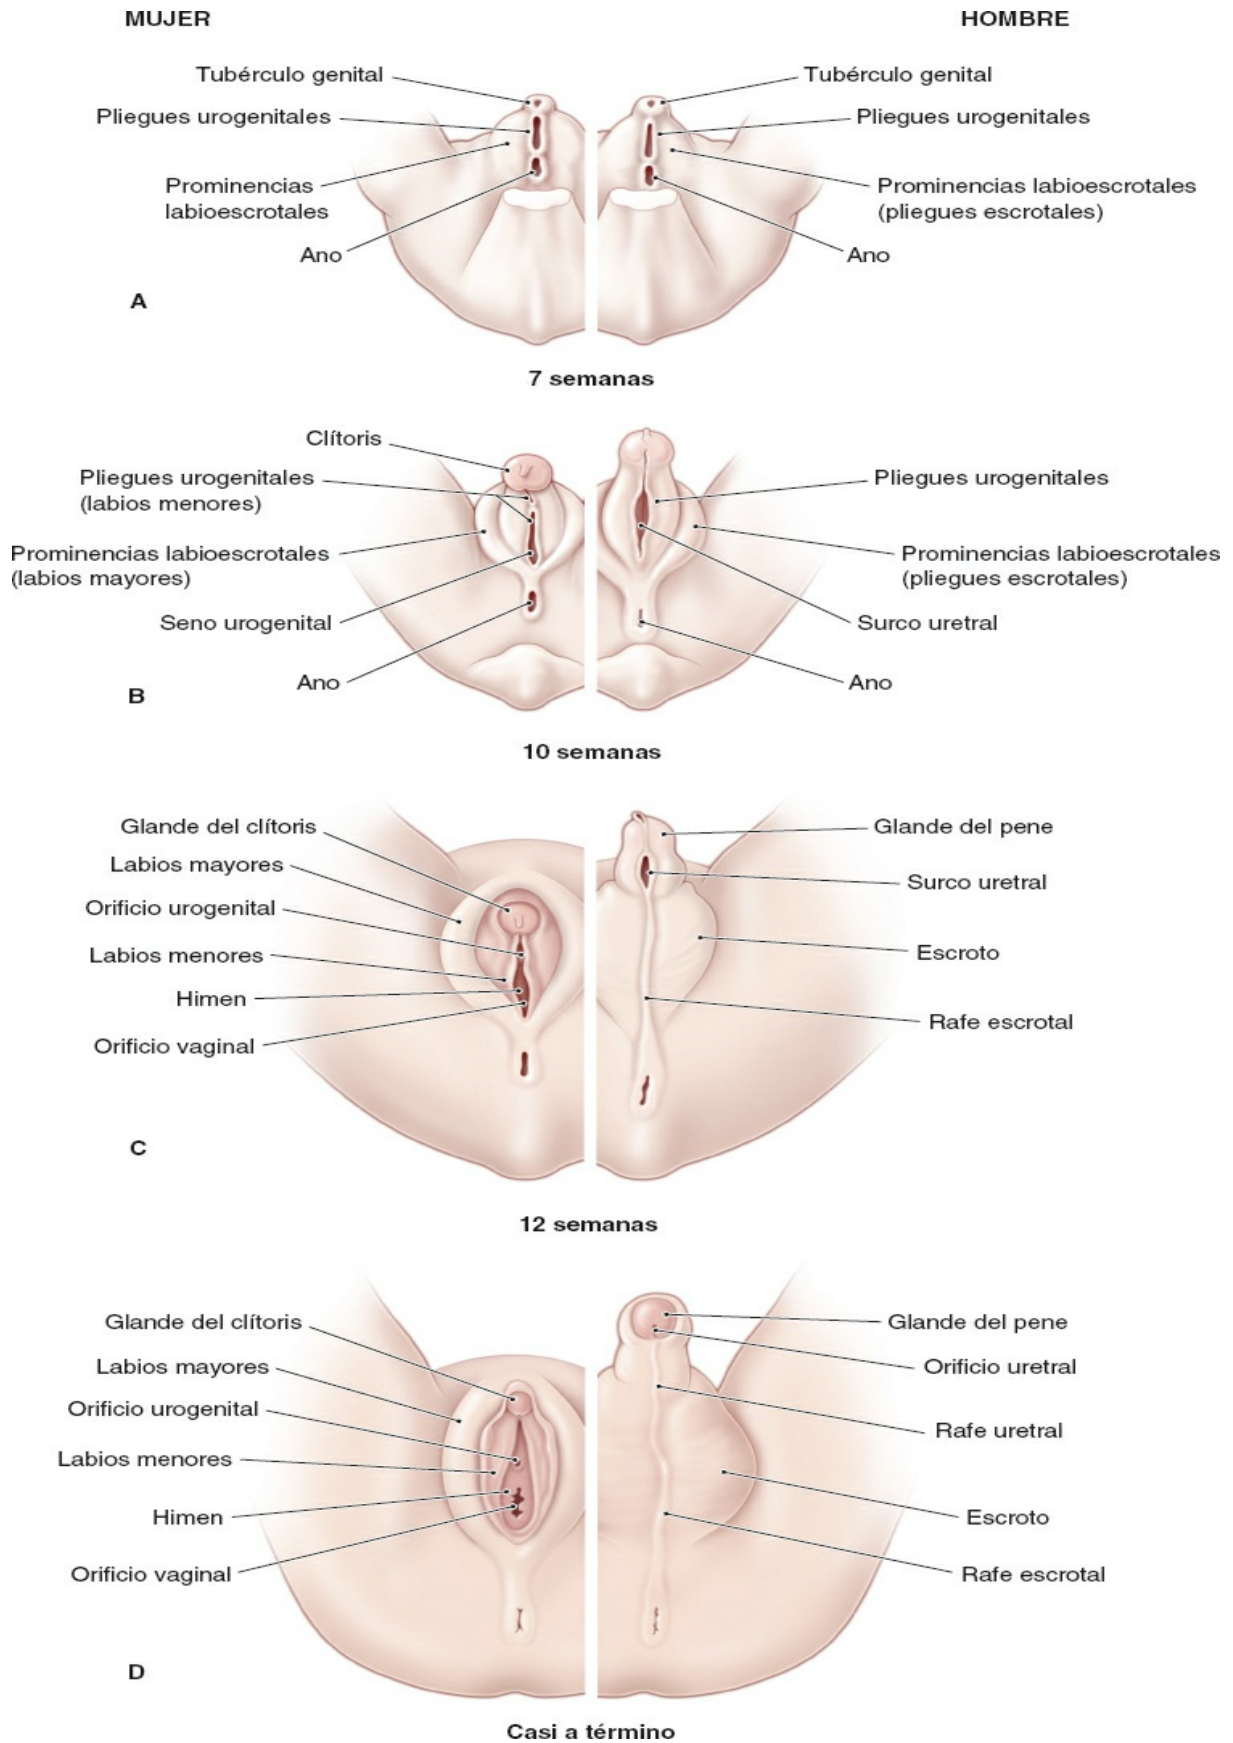 MUJER
HOMBRE
Tubérculo genital
Tubérculo genital
Pliegues urogenitales
Pliegues urogenitales
Prominencias
labioescrotales
Prominencias labioescrotales
(pliegues escrotales)
Ano
Ano
A
7 semanas
Clítoris
Pliegues urogenitales
(labios menores)
Pliegues urogenitales
Prominencias labioescrotales
(labios mayores)
Prominencias labioescrotales
(pliegues escrotales)
Seno urogenital
Surco uretral
Ano
Ano
B
10 semanas
Glande del clítoris
Glande del pene
Labios mayores
Surco uretral
Orificio urogenital
Labios menores
Escroto
Himen
Rafe escrotal
Orificio vaginal
C
12 semanas
Glande del clítoris
Glande del pene
Labios mayores
Orificio uretral
Orificio urogenital
Rafe uretral
Labios menores
Himen
Escroto
Orificio vaginal
Rafe escrotal
D
Casi a término